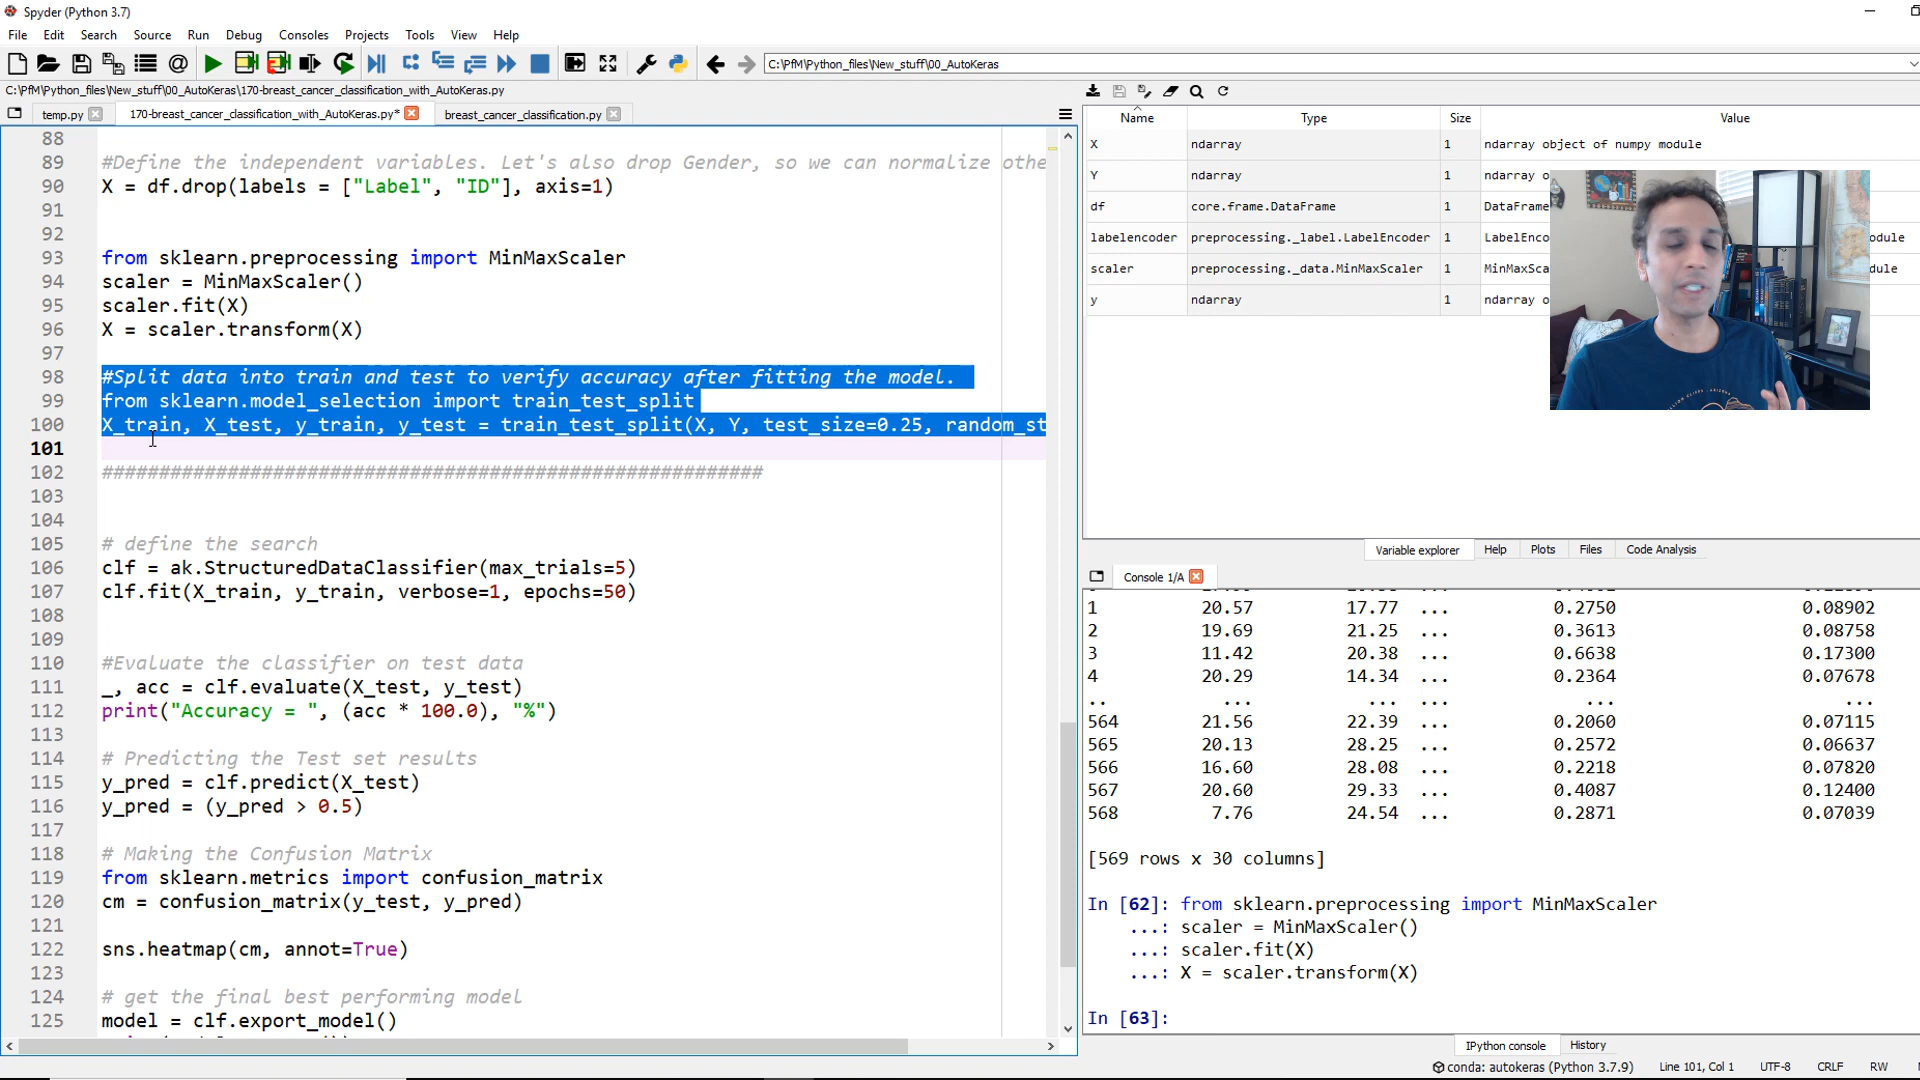 Spyder (Python 3.7)
File Edit Search Source Run Debug Consoles Projects Tools View Help
C:\PfM\Python_files\New_stuff\00_AutoKeras
C:\PfM\Python_files\New_stuff\00_AutoKeras\170-breast_cancer_classification_with_AutoKeras.py
temp.py 170-breast_cancer_classification_with_AutoKeras.py* breast_cancer_classification.py
88
89 #Define the independent variables. Let's also drop Gender, so we can normalize othe
90 X = df.drop(labels = ["Label", "ID"], axis=1)
91
92
93 from sklearn.preprocessing import MinMaxScaler
94 scaler = MinMaxScaler()
95 scaler.fit(X)
96 X = scaler.transform(X)
97
98 #Split data into train and test to verify accuracy after fitting the model.
99 from sklearn.model_selection import train_test_split
100 X_train, X_test, y_train, y_test = train_test_split(X, Y, test_size=0.25, random_st
101
102 ##########################################################
103
104
105 # define the search
106 clf = ak.StructuredDataClassifier(max_trials=5)
107 clf.fit(X_train, y_train, verbose=1, epochs=50)
108
109
110 #Evaluate the classifier on test data
111 _, acc = clf.evaluate(X_test, y_test)
112 print("Accuracy = ", (acc * 100.0), "%")
113
114 # Predicting the Test set results
115 y_pred = clf.predict(X_test)
116 y_pred = (y_pred > 0.5)
117
118 # Making the Confusion Matrix
119 from sklearn.metrics import confusion_matrix
120 cm = confusion_matrix(y_test, y_pred)
121
122 sns.heatmap(cm, annot=True)
123
124 # get the final best performing model
125 model = clf.export_model()
Name Type Size Value
X ndarray 1 ndarray object of numpy module
Y ndarray 1 ndarray o
df core.frame.DataFrame 1 DataFrame
labelencoder preprocessing._label.LabelEncoder 1 LabelEnco dule
scaler preprocessing._data.MinMaxScaler 1 MinMaxSca dule
y ndarray 1 ndarray o
Variable explorer Help Plots Files Code Analysis
Console 1/A
1 20.57 17.77 ... 0.2750 0.08902
2 19.69 21.25 ... 0.3613 0.08758
3 11.42 20.38 ... 0.6638 0.17300
4 20.29 14.34 ... 0.2364 0.07678
.. ... ... ... ... ...
564 21.56 22.39 ... 0.2060 0.07115
565 20.13 28.25 ... 0.2572 0.06637
566 16.60 28.08 ... 0.2218 0.07820
567 20.60 29.33 ... 0.4087 0.12400
568 7.76 24.54 ... 0.2871 0.07039
[569 rows x 30 columns]
In [62]: from sklearn.preprocessing import MinMaxScaler
...: scaler = MinMaxScaler()
...: scaler.fit(X)
...: X = scaler.transform(X)
In [63]:
IPython console History
conda: autokeras (Python 3.7.9) Line 101, Col 1 UTF-8 CRLF RW